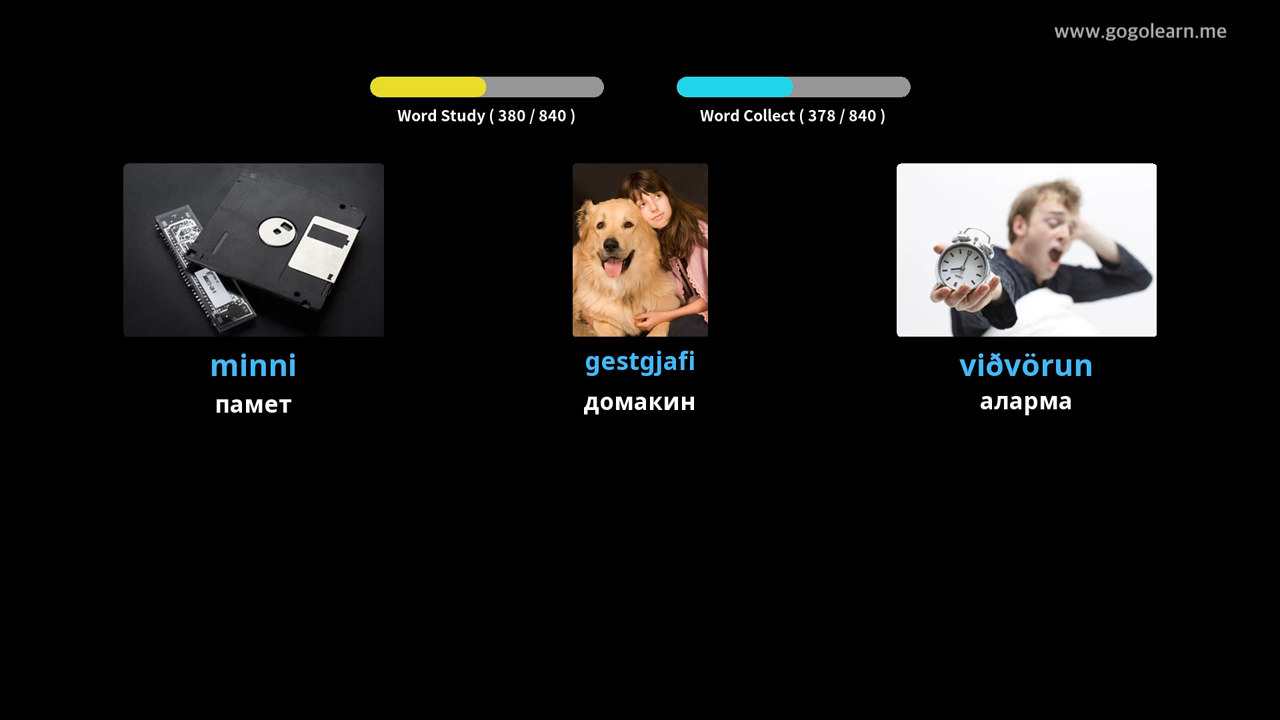 www.gogolearn.me
Word Study ( 380 / 840 )
Word Collect ( 378 / 840 )
minni
памет
gestgjafi
домакин
viðvörun
аларма